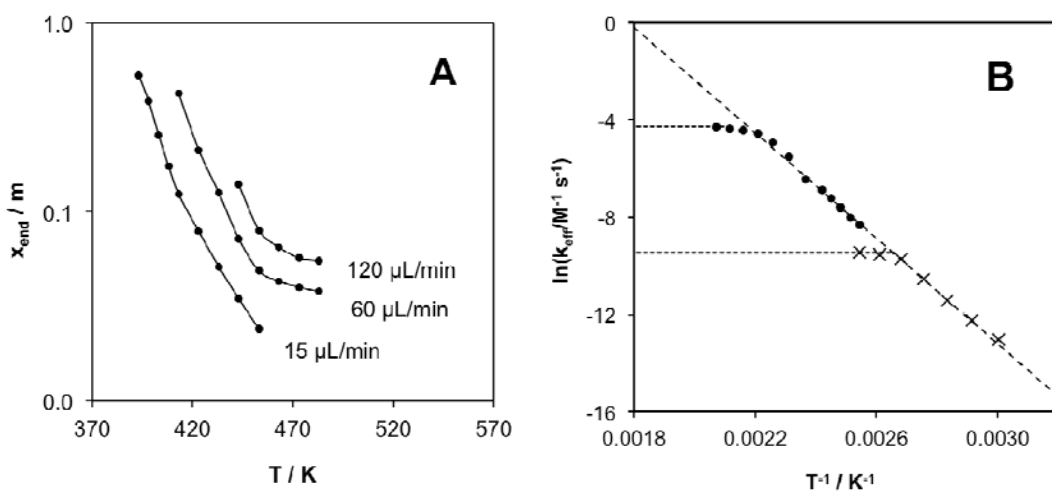 A
x_end / m
1.0
0.1
0.0
120 µL/min
60 µL/min
15 µL/min
370 420 470 520 570
T / K
B
ln(k_eff/M⁻¹ s⁻¹)
0
-4
-8
-12
-16
0.0018 0.0022 0.0026 0.0030
T⁻¹ / K⁻¹